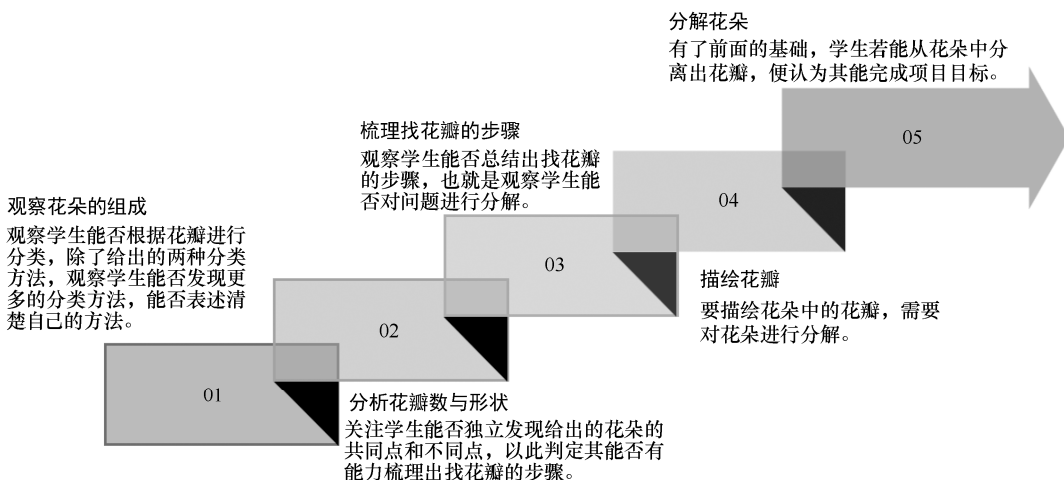 观察花朵的组成
观察学生能否根据花瓣进行
分类，除了给出的两种分类
方法，观察学生能否发现更
多的分类方法，能否表述清
楚自己的方法。
01
分析花瓣数与形状
关注学生能否独立发现给出的花朵的
共同点和不同点，以此判定其能否有
能力梳理出找花瓣的步骤。
02
梳理找花瓣的步骤
观察学生能否总结出找花瓣
的步骤，也就是观察学生能
否对问题进行分解。
03
描绘花瓣
要描绘花朵中的花瓣，需要
对花朵进行分解。
04
分解花朵
有了前面的基础，学生若能从花朵中分
离出花瓣，便认为其能完成项目目标。
05